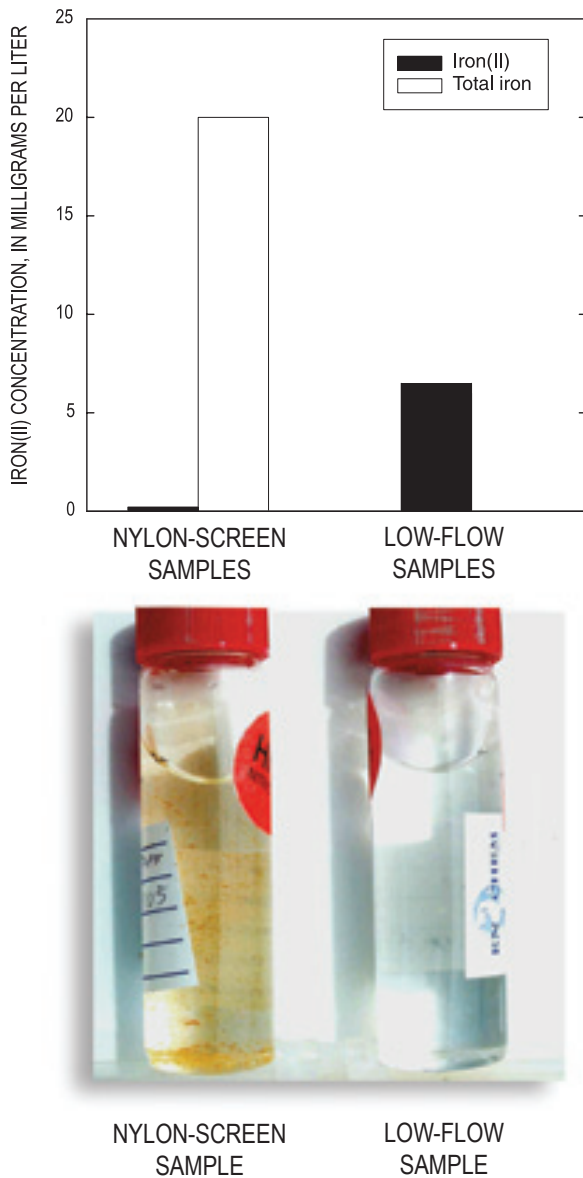 IRON(II) CONCENTRATION, IN MILLIGRAMS PER LITER
25
20
15
10
5
0
Iron(II)
Total iron
NYLON-SCREEN
SAMPLES
LOW-FLOW
SAMPLES
H
05
NYLON-SCREEN
SAMPLE
LOW-FLOW
SAMPLE